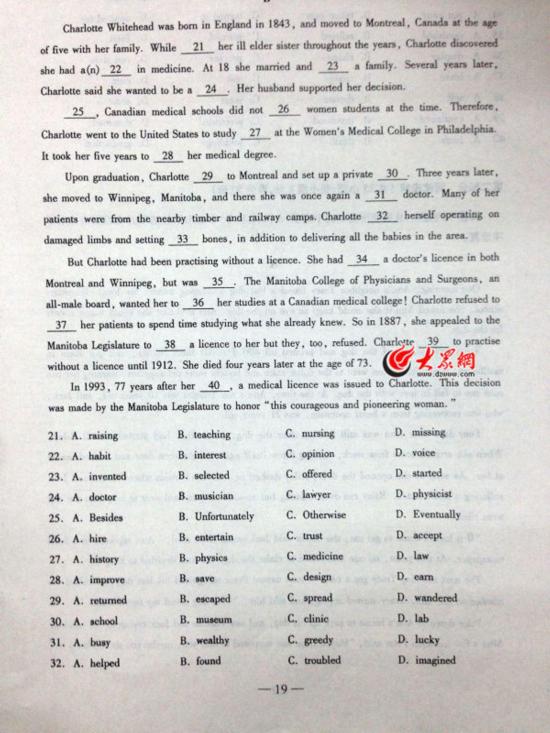 Charlotte Whitehead was born in England in 1843, and moved to Montreal, Canada at the age
of five with her family. While 21 her ill elder sister throughout the years, Charlotte discovered
she had a(n) 22 in medicine. At 18 she married and 23 a family. Several years later,
Charlotte said she wanted to be a 24 . Her husband supported her decision.
25 , Canadian medical schools did not 26 women students at the time. Therefore,
Charlotte went to the United States to study 27 at the Women's Medical College in Philadelphia.
It took her five years to 28 her medical degree.
Upon graduation, Charlotte 29 to Montreal and set up a private 30 . Three years later,
she moved to Winnipeg, Manitoba, and there she was once again a 31 doctor. Many of her
patients were from the nearby timber and railway camps. Charlotte 32 herself operating on
damaged limbs and setting 33 bones, in addition to delivering all the babies in the area.
But Charlotte had been practising without a licence. She had 34 a doctor's licence in both
Montreal and Winnipeg, but was 35 . The Manitoba College of Physicians and Surgeons, an
all-male board, wanted her to 36 her studies at a Canadian medical college! Charlotte refused to
37 her patients to spend time studying what she already knew. So in 1887, she appealed to the
Manitoba Legislature to 38 a licence to her but they, too, refused. Charlotte 39 to practise
without a licence until 1912. She died four years later at the age of 73.
大众网
www.dzwww.com
In 1993, 77 years after her 40 , a medical licence was issued to Charlotte. This decision
was made by the Manitoba Legislature to honor "this courageous and pioneering woman."
21. A. raising B. teaching C. nursing D. missing
22. A. habit B. interest C. opinion D. voice
23. A. invented B. selected C. offered D. started
24. A. doctor B. musician C. lawyer D. physicist
25. A. Besides B. Unfortunately C. Otherwise D. Eventually
26. A. hire B. entertain C. trust D. accept
27. A. history B. physics C. medicine D. law
28. A. improve B. save C. design D. earn
29. A. returned B. escaped C. spread D. wandered
30. A. school B. museum C. clinic D. lab
31. A. busy B. wealthy C. greedy D. lucky
32. A. helped B. found C. troubled D. imagined
— 19 —